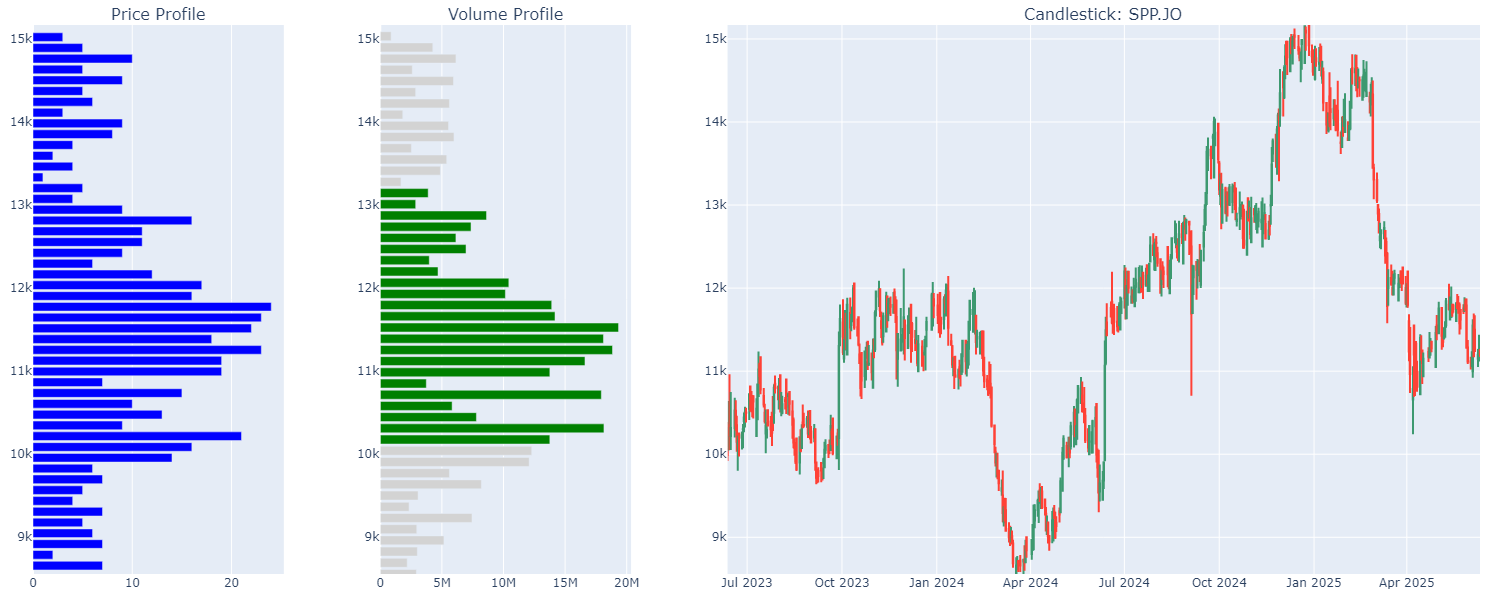 Price Profile
Volume Profile
Candlestick: SPP.JO
15k
14k
13k
12k
11k
10k
9k
0
10
20
15k
14k
13k
12k
11k
10k
9k
0
5M
10M
15M
20M
15k
14k
13k
12k
11k
10k
9k
Jul 2023
Oct 2023
Jan 2024
Apr 2024
Jul 2024
Oct 2024
Jan 2025
Apr 2025